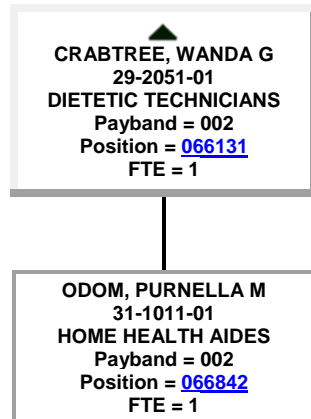 CRABTREE, WANDA G
29-2051-01
DIETETIC TECHNICIANS
Payband = 002
Position = 066131
FTE = 1
ODOM, PURNELLA M
31-1011-01
HOME HEALTH AIDES
Payband = 002
Position = 066842
FTE = 1